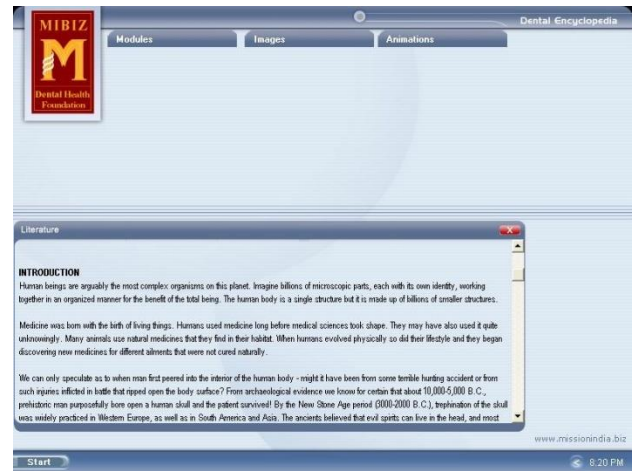 MIBIZ
M
Dental Health
Foundation
Dental Encyclopedia
Modules
Images
Animations
Literature
X
INTRODUCTION
Human beings are arguably the most complex organisms on this planet. Imagine billions of microscopic parts, each with its own identity, working
together in an organized manner for the benefit of the total being. The human body is a single structure but it is made up of billions of smaller structures.
Medicine was born with the birth of living things. Humans used medicine long before medical sciences took shape. They may have also used it quite
unknowingly. Many animals use natural medicines that they find in their habitat. When humans evolved physically so did their lifestyle and they began
discovering new medicines for different ailments that were not cured naturally.
We can only speculate as to when man first peered into the interior of the human body - might it have been from some terrible hunting accident or from
such injuries inflicted in battle that ripped open the body surface? From archaeological evidence we know for certain that about 10,000-5,000 B.C.,
prehistoric man purposefully bore open a human skull and the patient survived! By the New Stone Age period (3000-2000 B.C.), trephination of the skull
was widely practiced in Western Europe, as well as in South America and Asia. The ancients believed that evil spirits can live in the head, and most
www.missionindia.biz
Start
8:20 PM